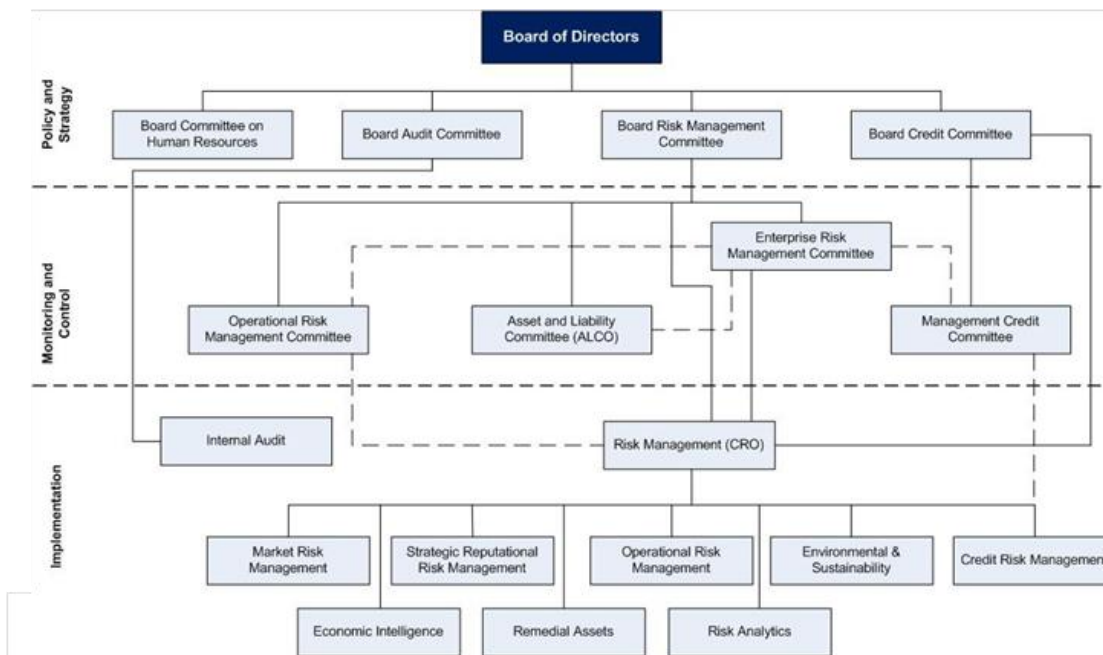 Board of Directors
Policy and
Strategy
Board Committee on
Human Resources
Board Audit Committee
Board Risk Management
Committee
Board Credit Committee
Monitoring and
Control
Enterprise Risk
Management Committee
Operational Risk
Management Committee
Asset and Liability
Committee (ALCO)
Management Credit
Committee
Implementation
Internal Audit
Risk Management (CRO)
Market Risk
Management
Strategic Reputational
Risk Management
Operational Risk
Management
Environmental &
Sustainability
Credit Risk Management
Economic Intelligence
Remedial Assets
Risk Analytics